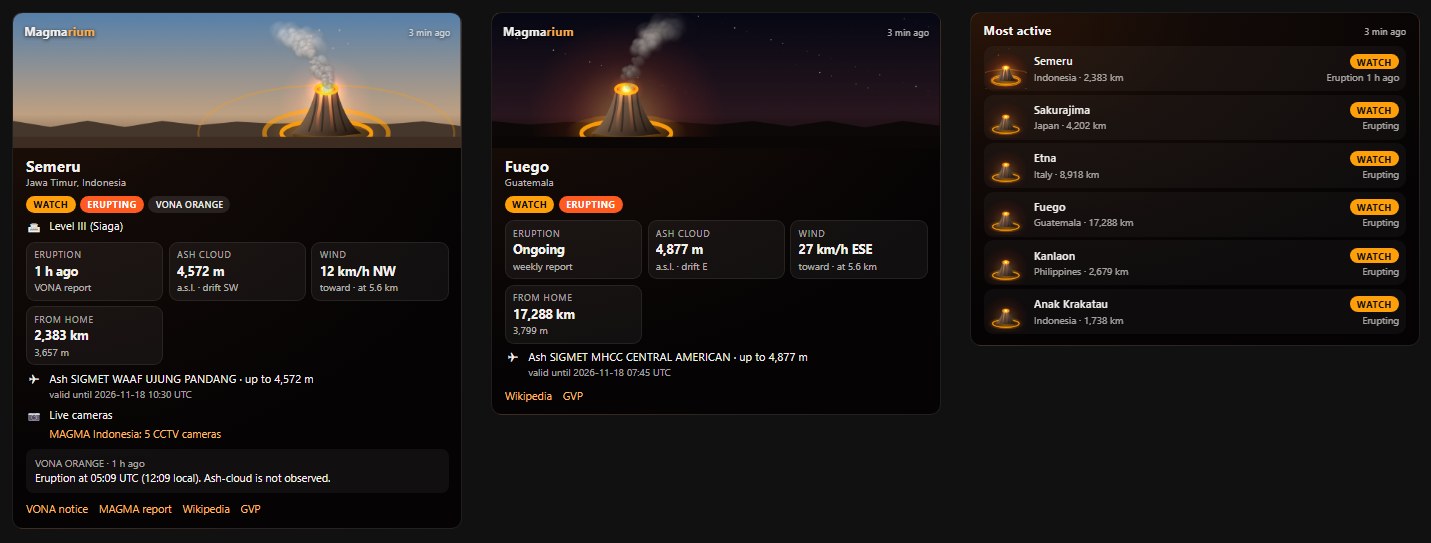 Magmarium 3 min ago
Semeru
Jawa Timur, Indonesia
WATCH ERUPTING VONA ORANGE
Level III (Siaga)
ERUPTION ASH CLOUD WIND
1 h ago 4,572 m 12 km/h NW
VONA report a.s.l. · drift SW toward · at 5.6 km
FROM HOME
2,383 km
3,657 m
Ash SIGMET WAAF UJUNG PANDANG · up to 4,572 m
valid until 2026-11-18 10:30 UTC
Live cameras
MAGMA Indonesia: 5 CCTV cameras
VONA ORANGE · 1 h ago
Eruption at 05:09 UTC (12:09 local). Ash-cloud is not observed.
VONA notice MAGMA report Wikipedia GVP
Magmarium 3 min ago
Fuego
Guatemala
WATCH ERUPTING
ERUPTION ASH CLOUD WIND
Ongoing 4,877 m 27 km/h ESE
weekly report a.s.l. · drift E toward · at 5.6 km
FROM HOME
17,288 km
3,799 m
Ash SIGMET MHCC CENTRAL AMERICAN · up to 4,877 m
valid until 2026-11-18 07:45 UTC
Wikipedia GVP
Most active 3 min ago
Semeru WATCH
Indonesia · 2,383 km Eruption 1 h ago
Sakurajima WATCH
Japan · 4,202 km Erupting
Etna WATCH
Italy · 8,918 km Erupting
Fuego WATCH
Guatemala · 17,288 km Erupting
Kanlaon WATCH
Philippines · 2,679 km Erupting
Anak Krakatau WATCH
Indonesia · 1,738 km Erupting